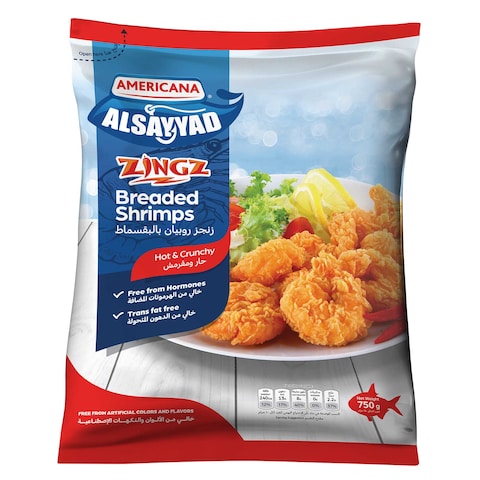 Open here
AMERICANA
ALSAYYAD
ZINGZ
Breaded
Shrimps
زنجز روبيان بالبقسماط
Hot & Crunchy
حار ومقرمش
Free from Hormones
خالي من الهرمونات المضافة
Trans fat free
خالي من الدهون المتحولة
FREE FROM ARTIFICIAL COLORS AND FLAVORS
خالي من الألوان والنكهات الإصطناعية
Net Weight
750 g